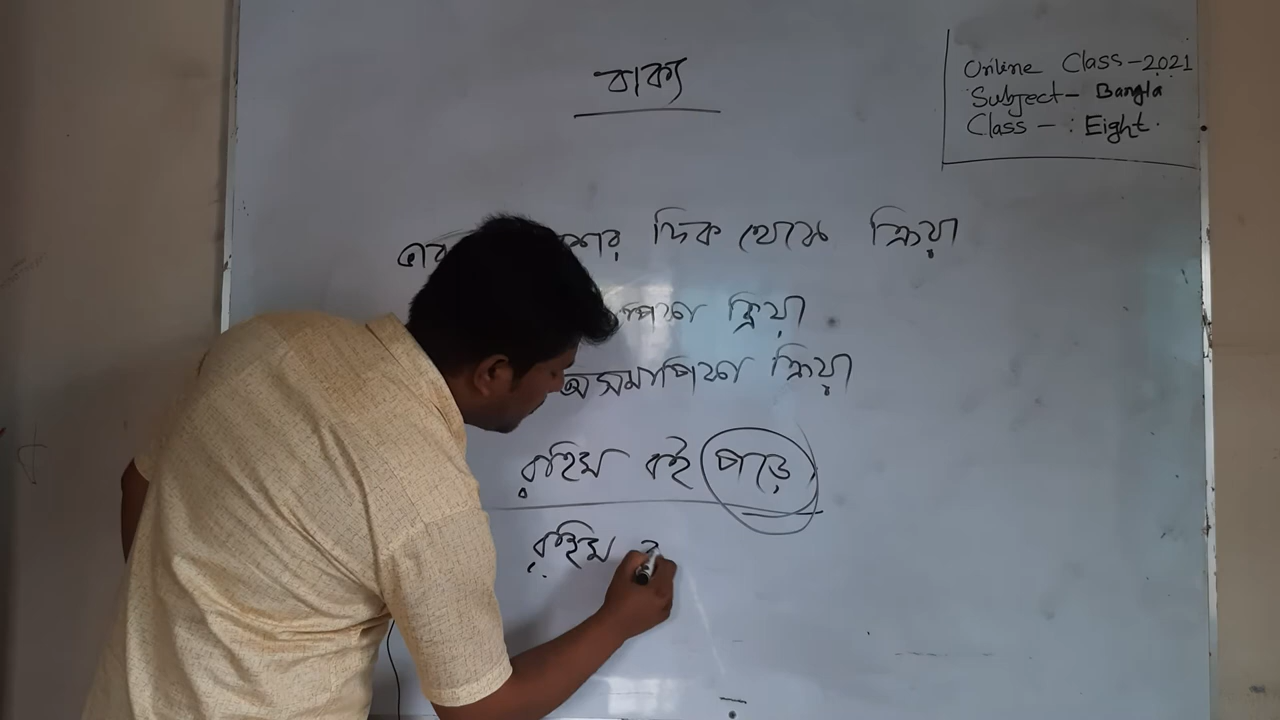 বাক্য
Online Class-2021
Subject- Bangla
Class - : Eight.
দিক থেকে ক্রিয়া
ক্রিয়া
অসমাপিকা ক্রিয়া
রহিম বই পড়ে
রহিম